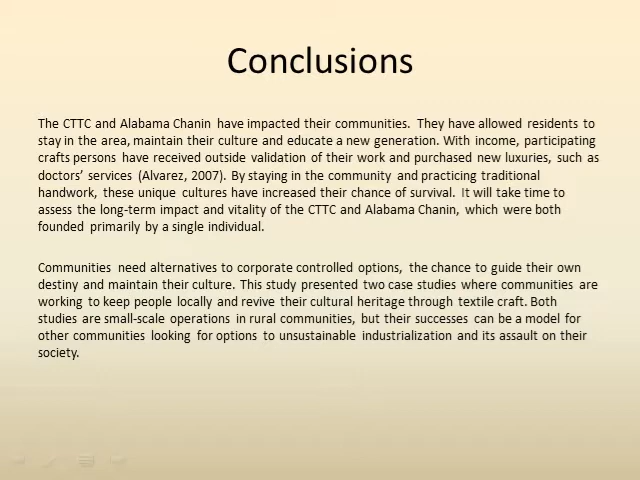 Conclusions
The CTTC and Alabama Chanin have impacted their communities. They have allowed residents to
stay in the area, maintain their culture and educate a new generation. With income, participating
crafts persons have received outside validation of their work and purchased new luxuries, such as
doctors’ services (Alvarez, 2007). By staying in the community and practicing traditional
handwork, these unique cultures have increased their chance of survival. It will take time to
assess the long-term impact and vitality of the CTTC and Alabama Chanin, which were both
founded primarily by a single individual.
Communities need alternatives to corporate controlled options, the chance to guide their own
destiny and maintain their culture. This study presented two case studies where communities are
working to keep people locally and revive their cultural heritage through textile craft. Both
studies are small-scale operations in rural communities, but their successes can be a model for
other communities looking for options to unsustainable industrialization and its assault on their
society.